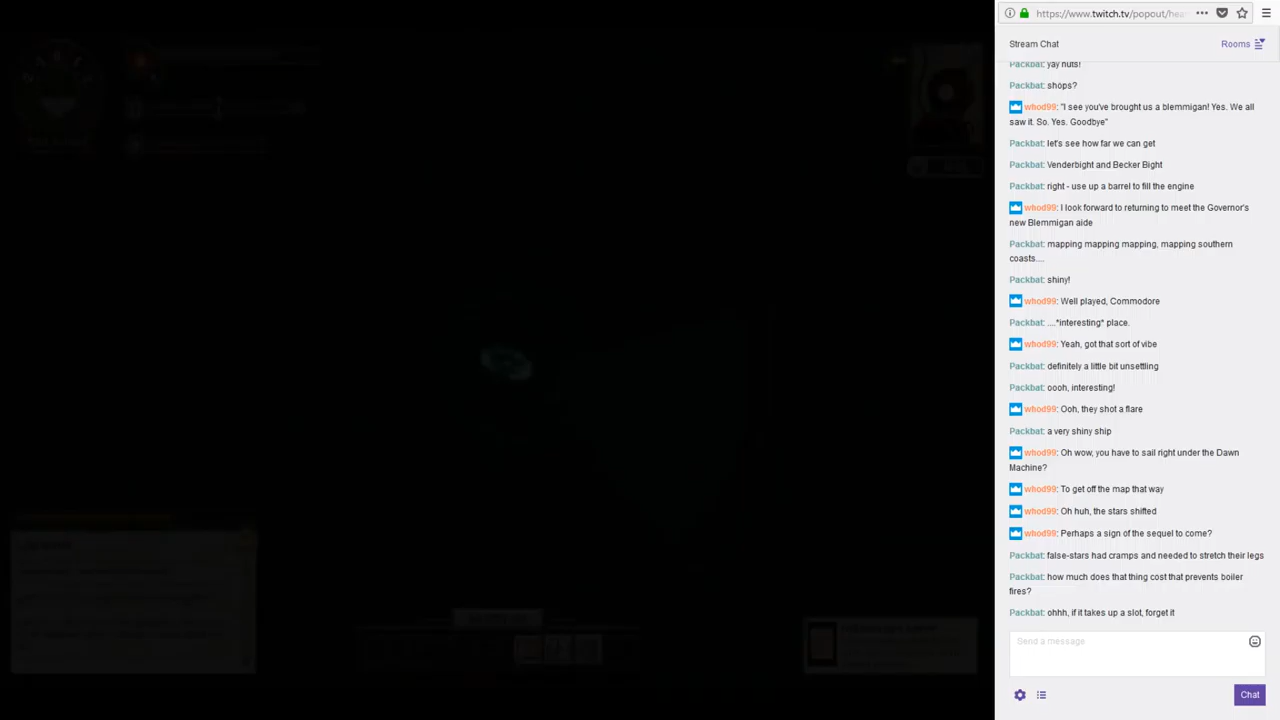 https://www.twitch.tv/popout/hea
Stream Chat
Rooms
Packbat: yay nuts!
Packbat: shops?
whod99: "I see you've brought us a blemmigan! Yes. We all
saw it. So. Yes. Goodbye"
Packbat: let's see how far we can get
Packbat: Venderbight and Becker Bight
Packbat: right - use up a barrel to fill the engine
whod99: I look forward to returning to meet the Governor's
new Blemmigan aide
Packbat: mapping mapping mapping, mapping southern
coasts....
Packbat: shiny!
whod99: Well played, Commodore
Packbat: ....*interesting* place.
whod99: Yeah, got that sort of vibe
Packbat: definitely a little bit unsettling
Packbat: oooh, interesting!
whod99: Ooh, they shot a flare
Packbat: a very shiny ship
whod99: Oh wow, you have to sail right under the Dawn
Machine?
whod99: To get off the map that way
whod99: Oh huh, the stars shifted
whod99: Perhaps a sign of the sequel to come?
Packbat: false-stars had cramps and needed to stretch their legs
Packbat: how much does that thing cost that prevents boiler
fires?
Packbat: ohhh, if it takes up a slot, forget it
Send a message
Chat